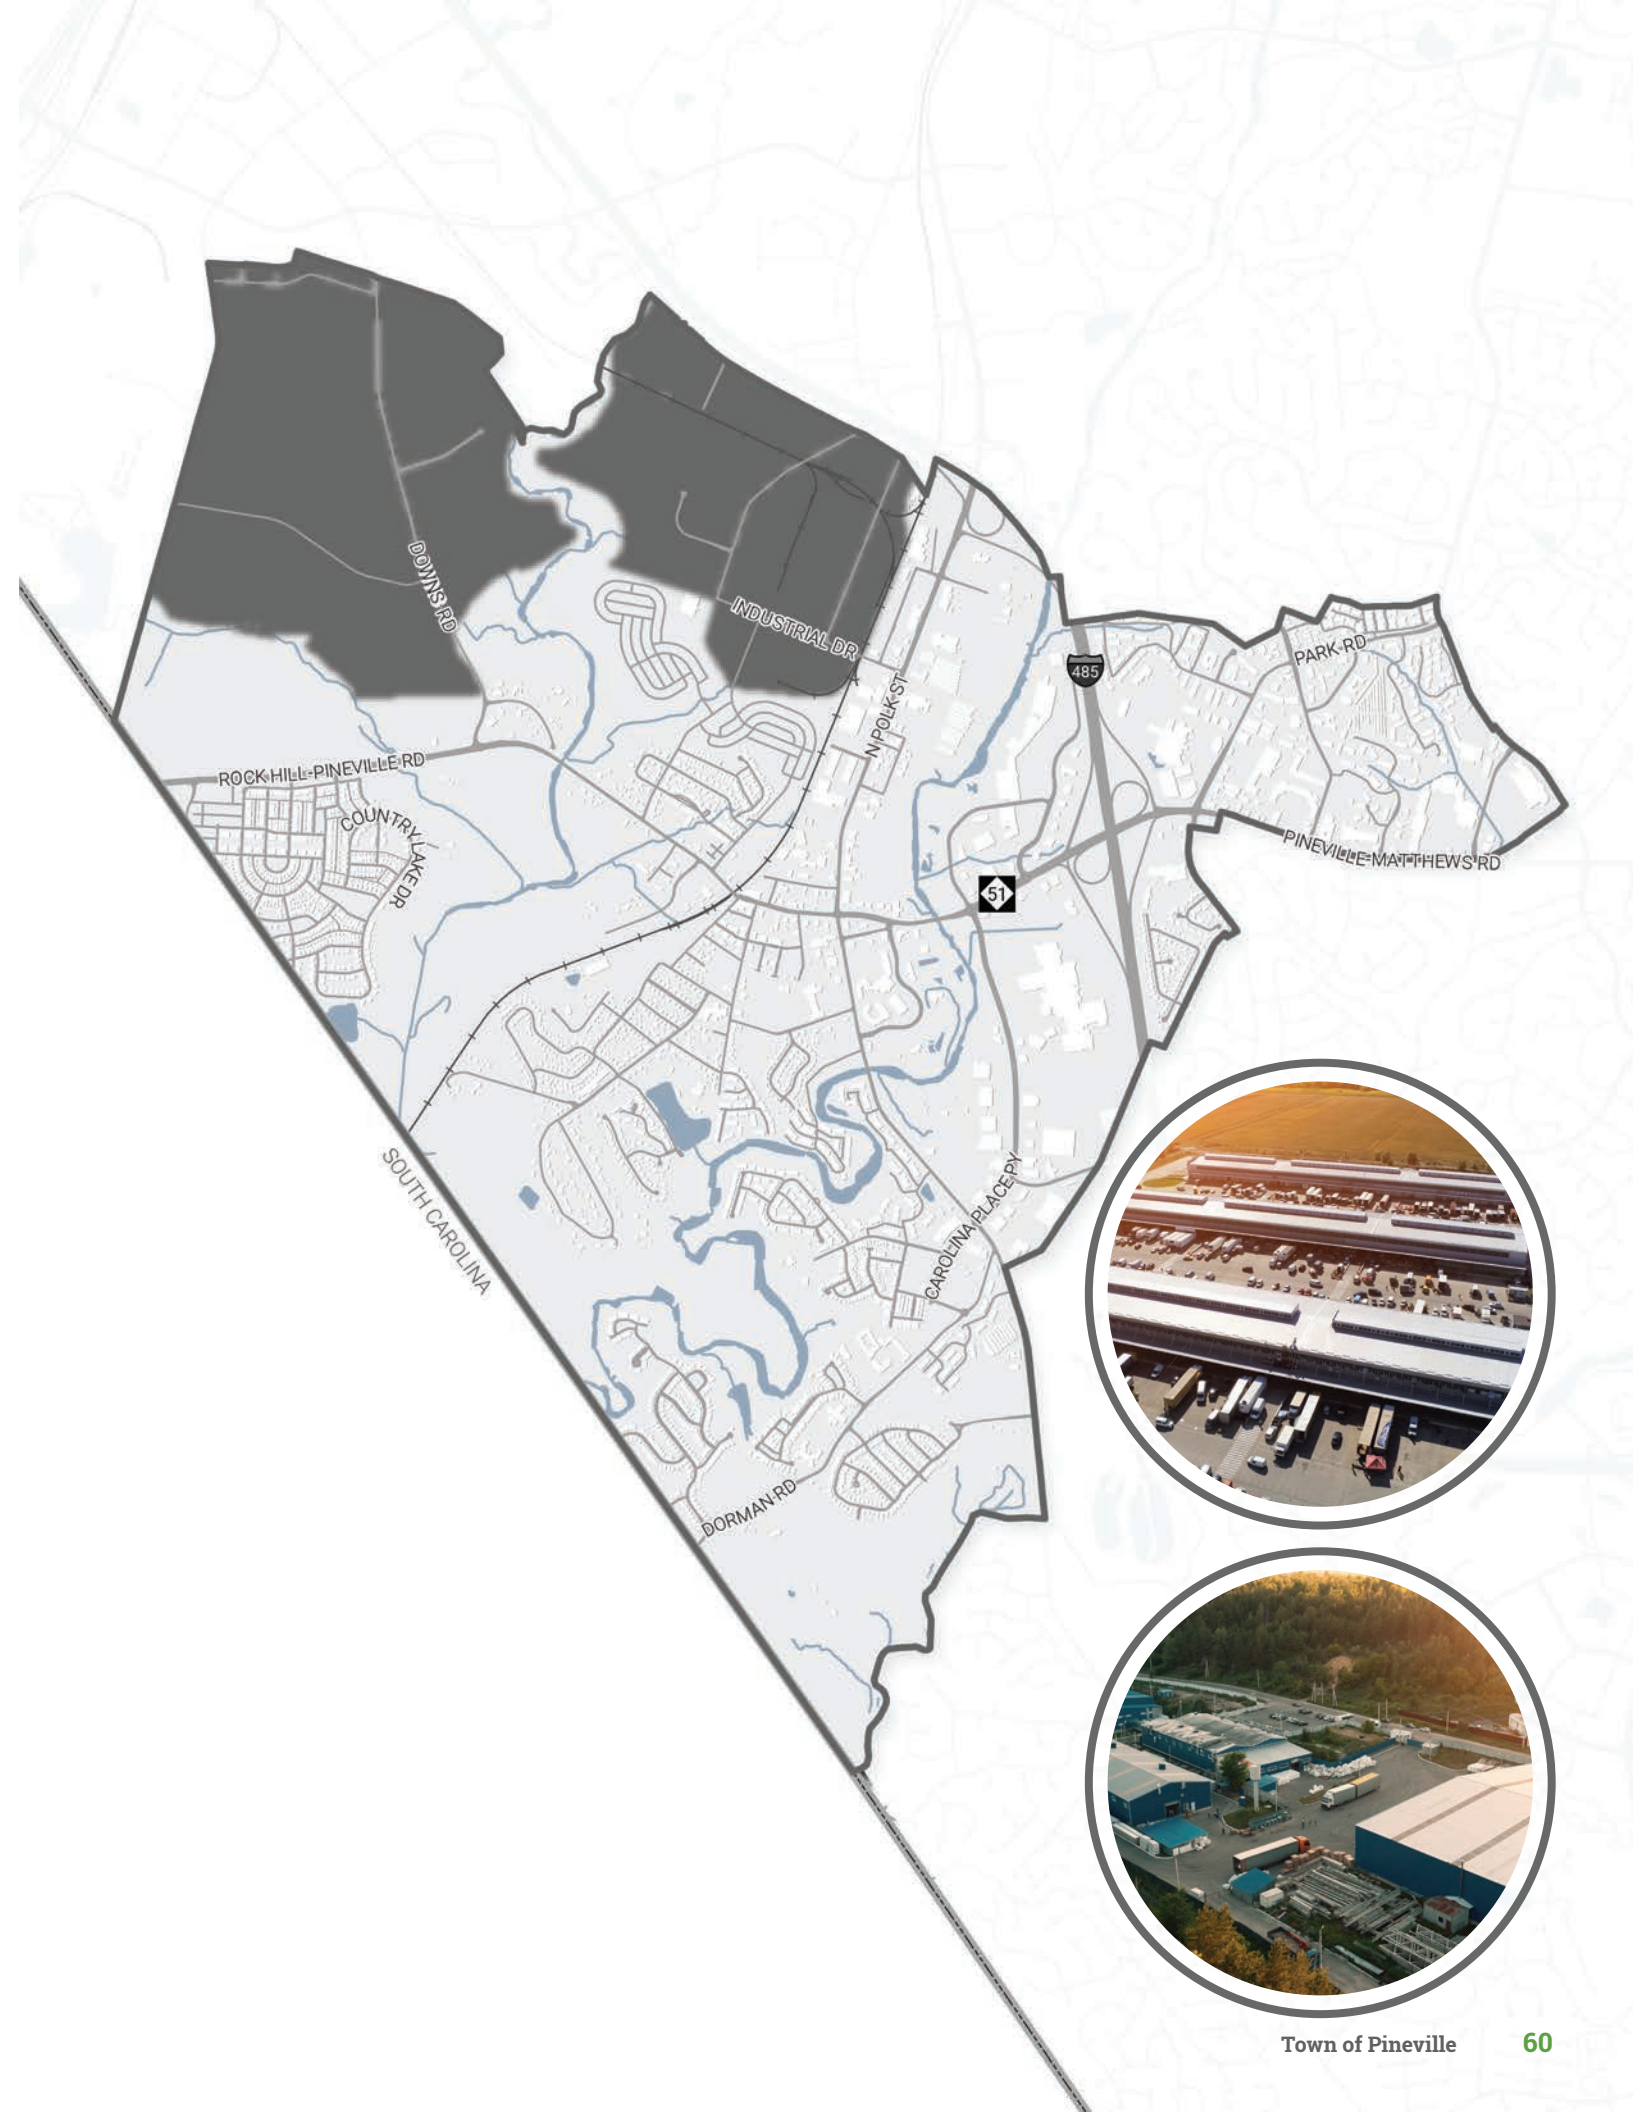 DOWNS RD
INDUSTRIAL DR
PARK RD
485
N POLK ST
ROCK HILL-PINEVILLE RD
COUNTRY LAKE DR
PINEVILLE-MATTHEWS RD
51
SOUTH CAROLINA
CAROLINA PLACE PY
DORMAN RD
Town of Pineville 60